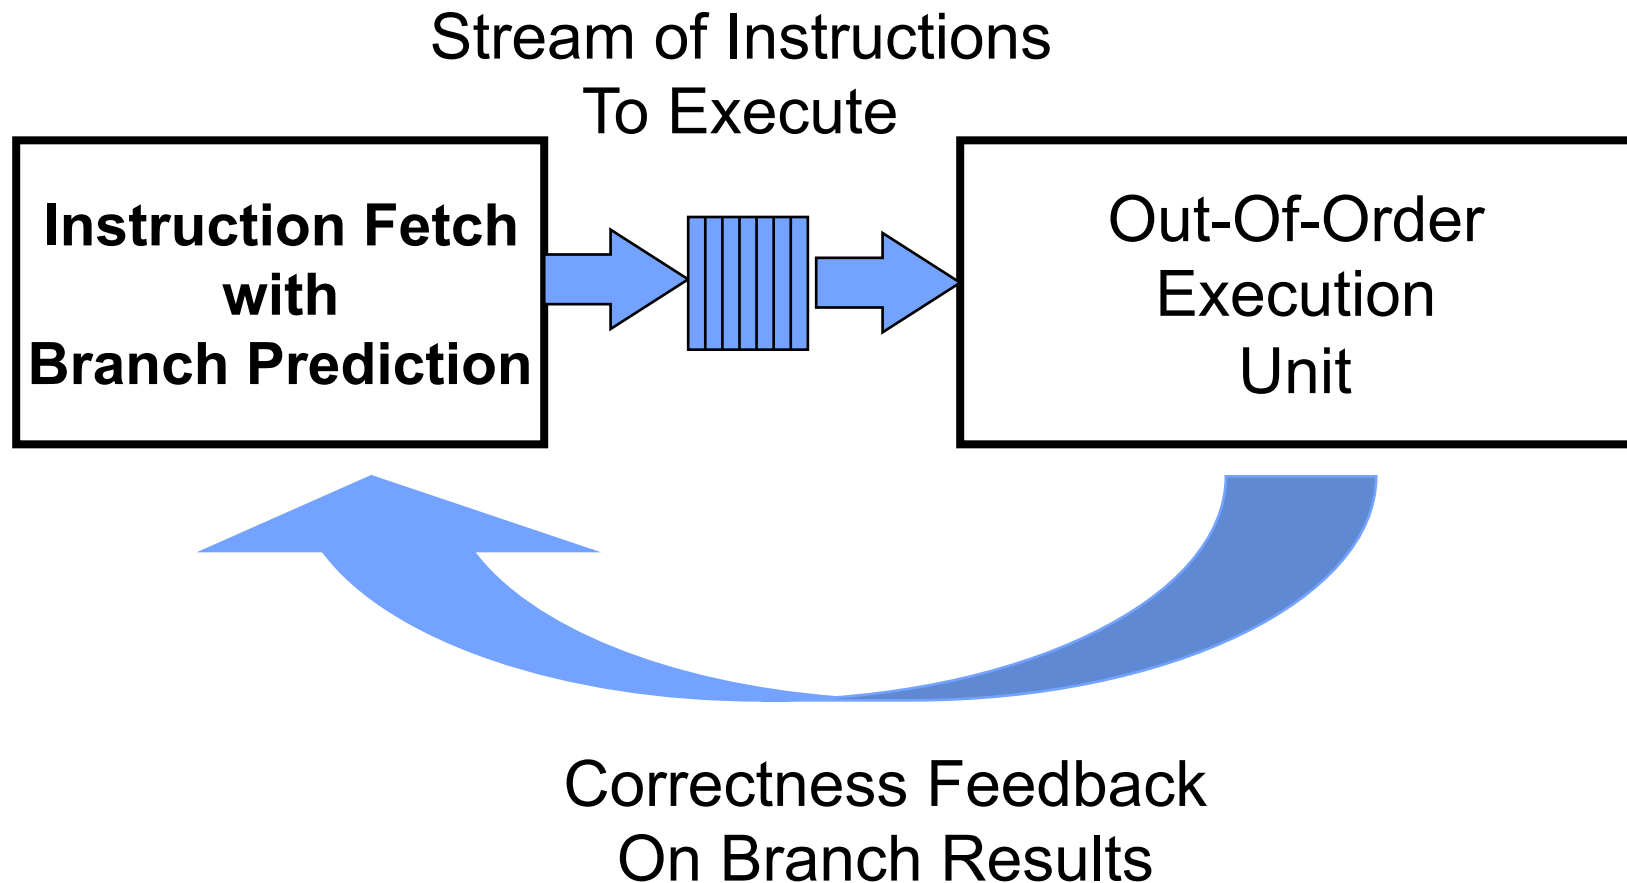 Stream of Instructions
To Execute
Instruction Fetch
with
Branch Prediction
Out-Of-Order
Execution
Unit
Correctness Feedback
On Branch Results